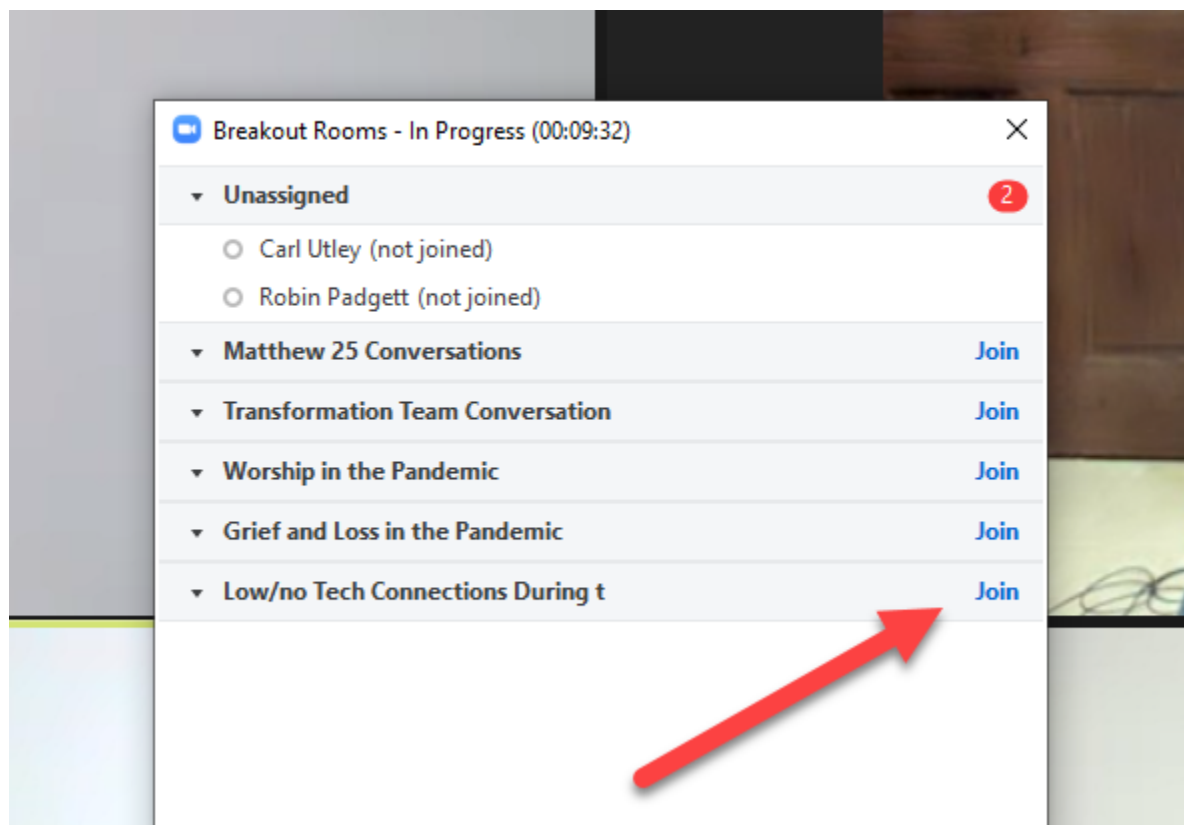 Breakout Rooms - In Progress (00:09:32)
Unassigned 2
Carl Utley (not joined)
Robin Padgett (not joined)
Matthew 25 Conversations Join
Transformation Team Conversation Join
Worship in the Pandemic Join
Grief and Loss in the Pandemic Join
Low/no Tech Connections During t Join